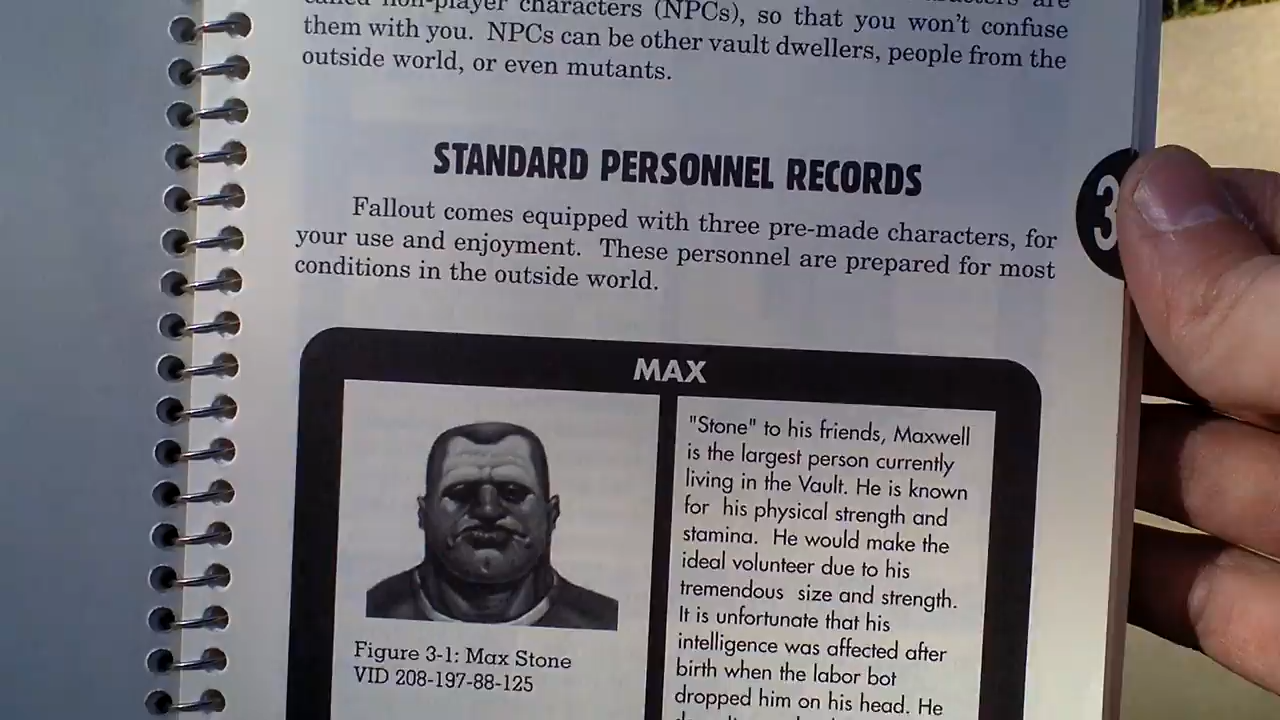 non-player characters (NPCs), so that you won't confuse
them with you. NPCs can be other vault dwellers, people from the
outside world, or even mutants.
STANDARD PERSONNEL RECORDS
Fallout comes equipped with three pre-made characters, for
your use and enjoyment. These personnel are prepared for most
conditions in the outside world.
3
MAX
"Stone" to his friends, Maxwell
is the largest person currently
living in the Vault. He is known
for his physical strength and
stamina. He would make the
ideal volunteer due to his
tremendous size and strength.
It is unfortunate that his
intelligence was affected after
birth when the labor bot
dropped him on his head. He
Figure 3-1: Max Stone
VID 208-197-88-125